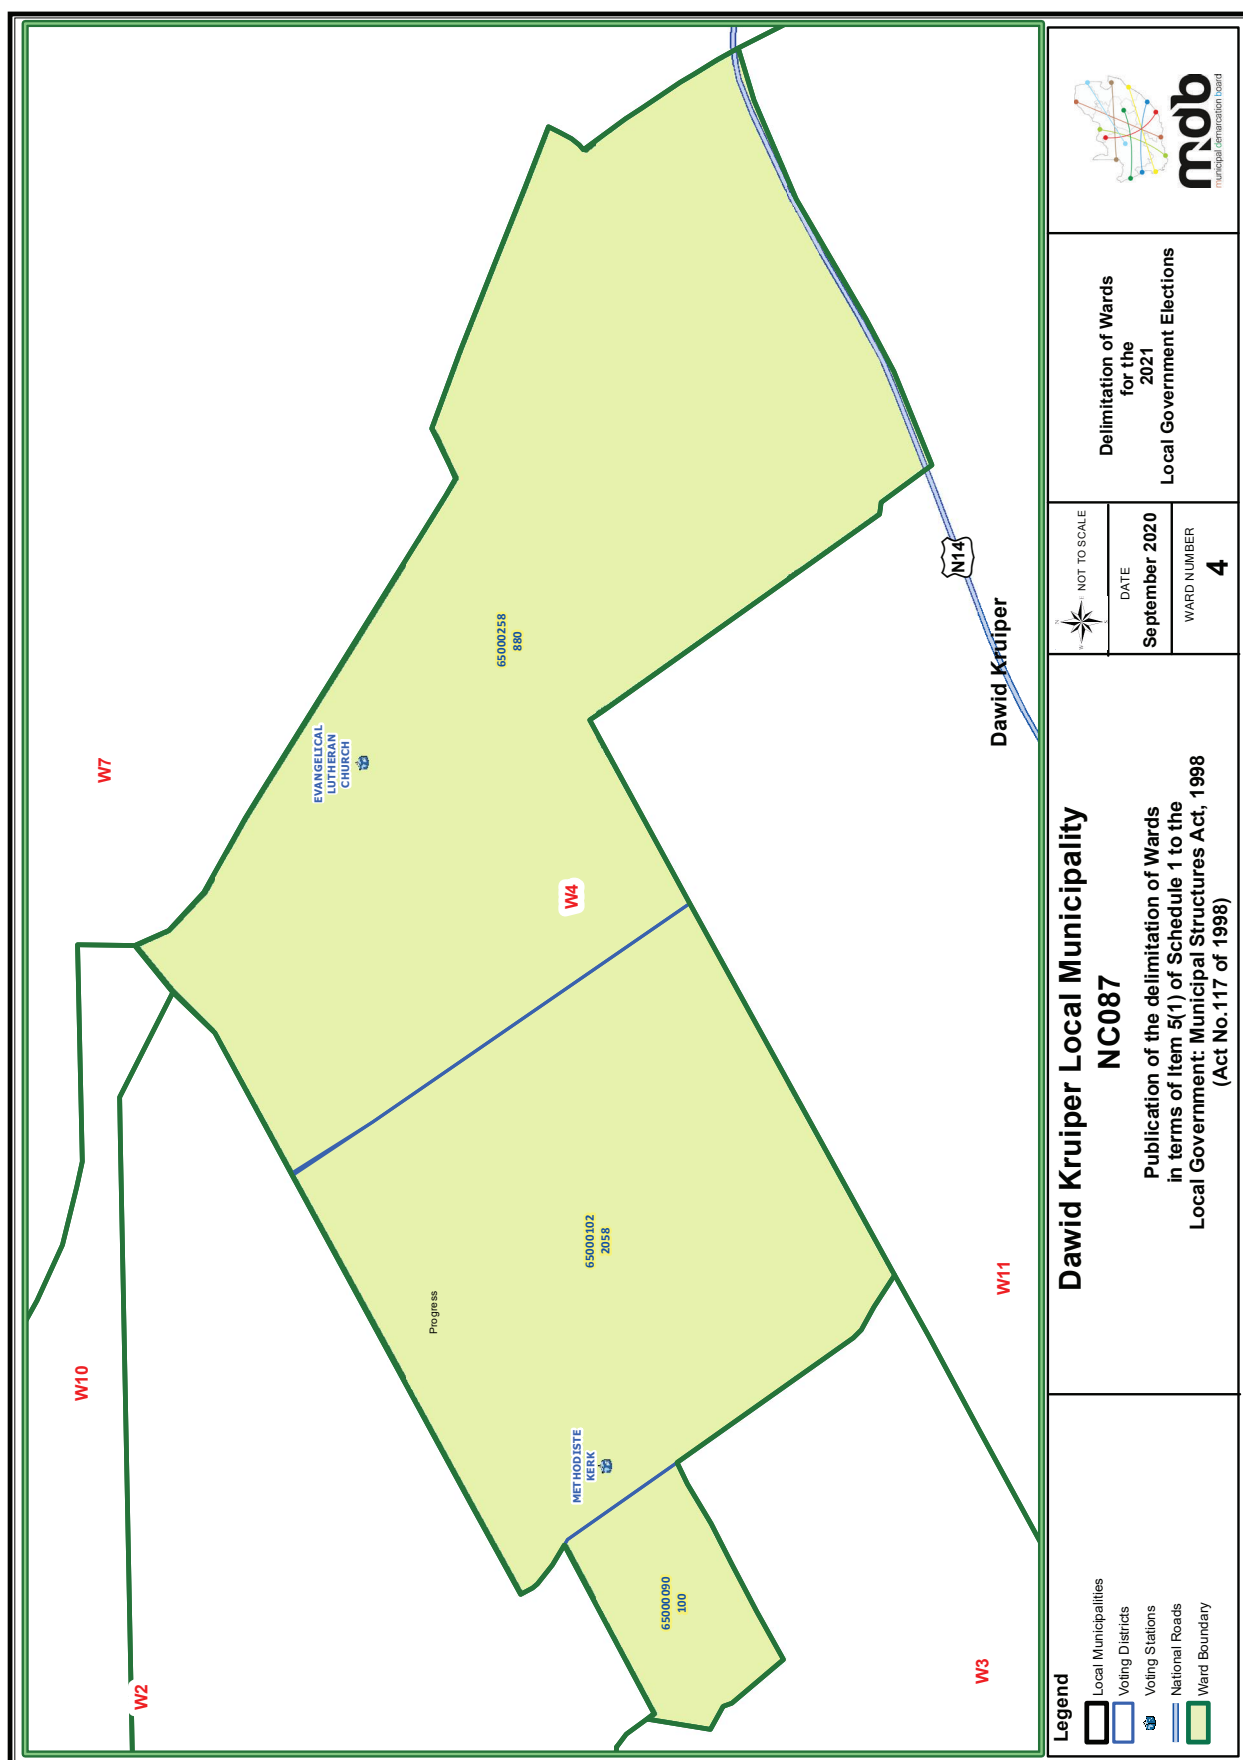 W7
W10
W2
EVANGELICAL
LUTHERAN
CHURCH
65000258
880
W4
Progress
65000102
2058
METHODISTE
KERK
65000090
100
N14
Dawid Kruiper
W11
W3
Legend
Local Municipalities
Voting Districts
Voting Stations
National Roads
Ward Boundary
Dawid Kruiper Local Municipality
NC087
Publication of the delimitation of Wards
in terms of Item 5(1) of Schedule 1 to the
Local Government: Municipal Structures Act, 1998
(Act No.117 of 1998)
N
W
E
S
NOT TO SCALE
DATE
September 2020
WARD NUMBER
4
Delimitation of Wards
for the
2021
Local Government Elections
mdb
municipal demarcation board